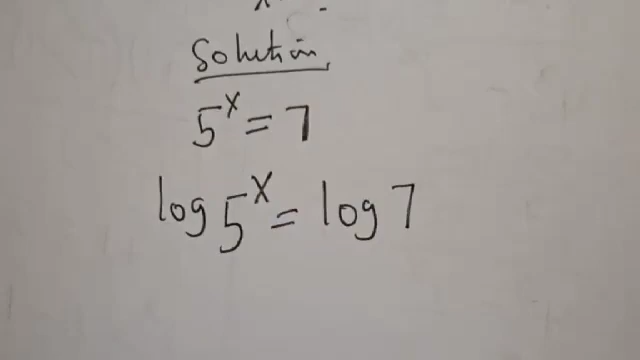 Solution
5^x = 7
log 5^x = log 7